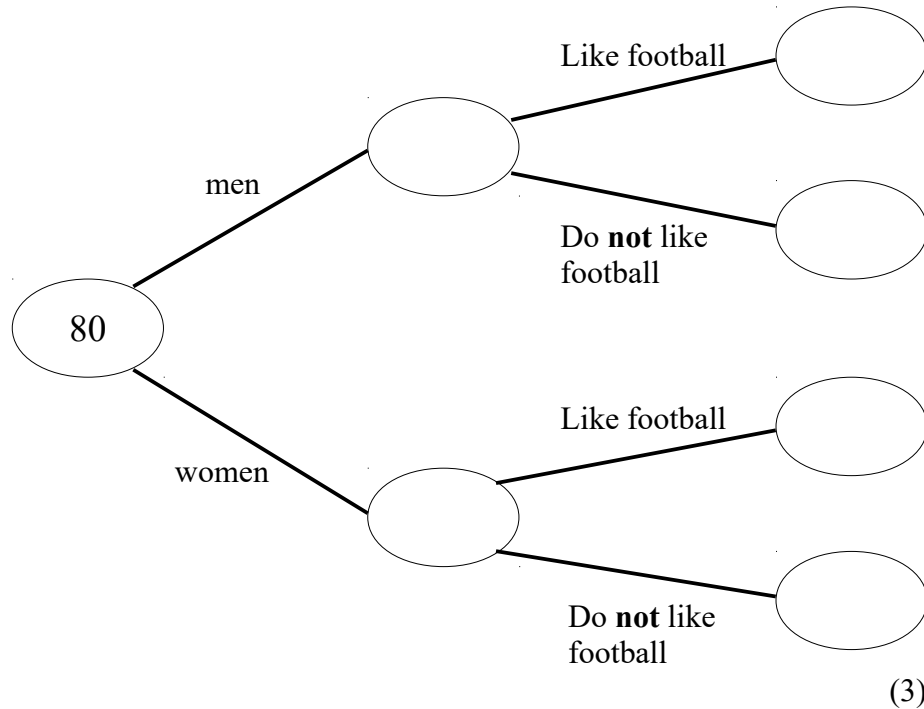 Like football
men
Do not like
football
80
Like football
women
Do not like
football
(3)